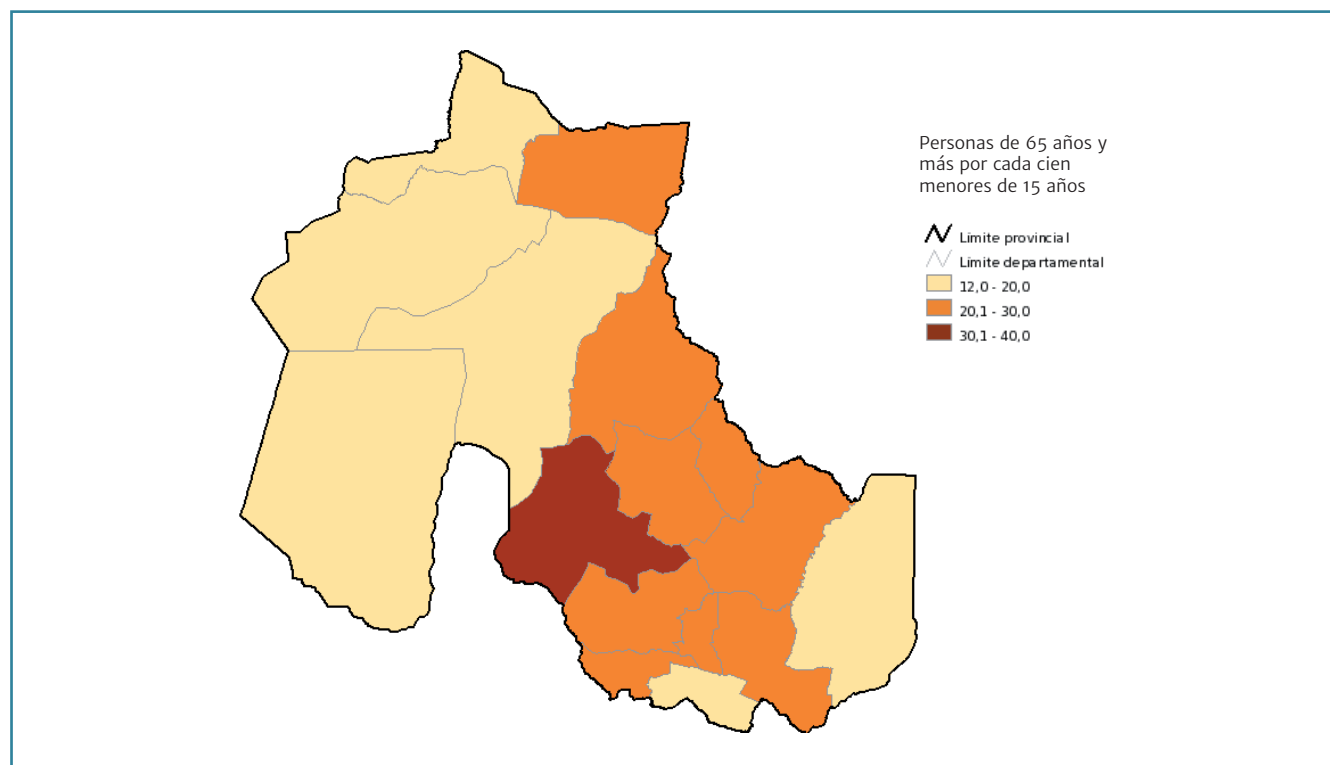 Personas de 65 años y
más por cada cien
menores de 15 años
Límite provincial
Límite departamental
12,0 - 20,0
20,1 - 30,0
30,1 - 40,0